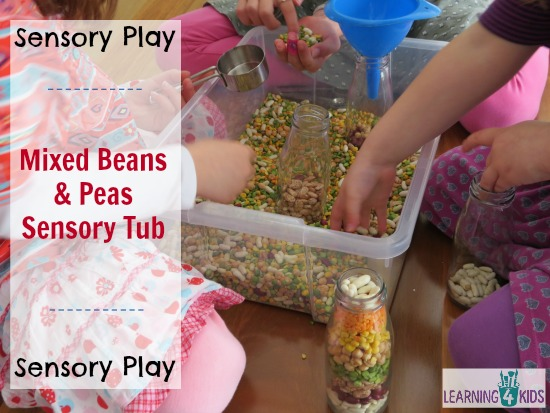 Sensory Play
Mixed Beans
& Peas
Sensory Tub
Sensory Play
LEARNING 4 KIDS